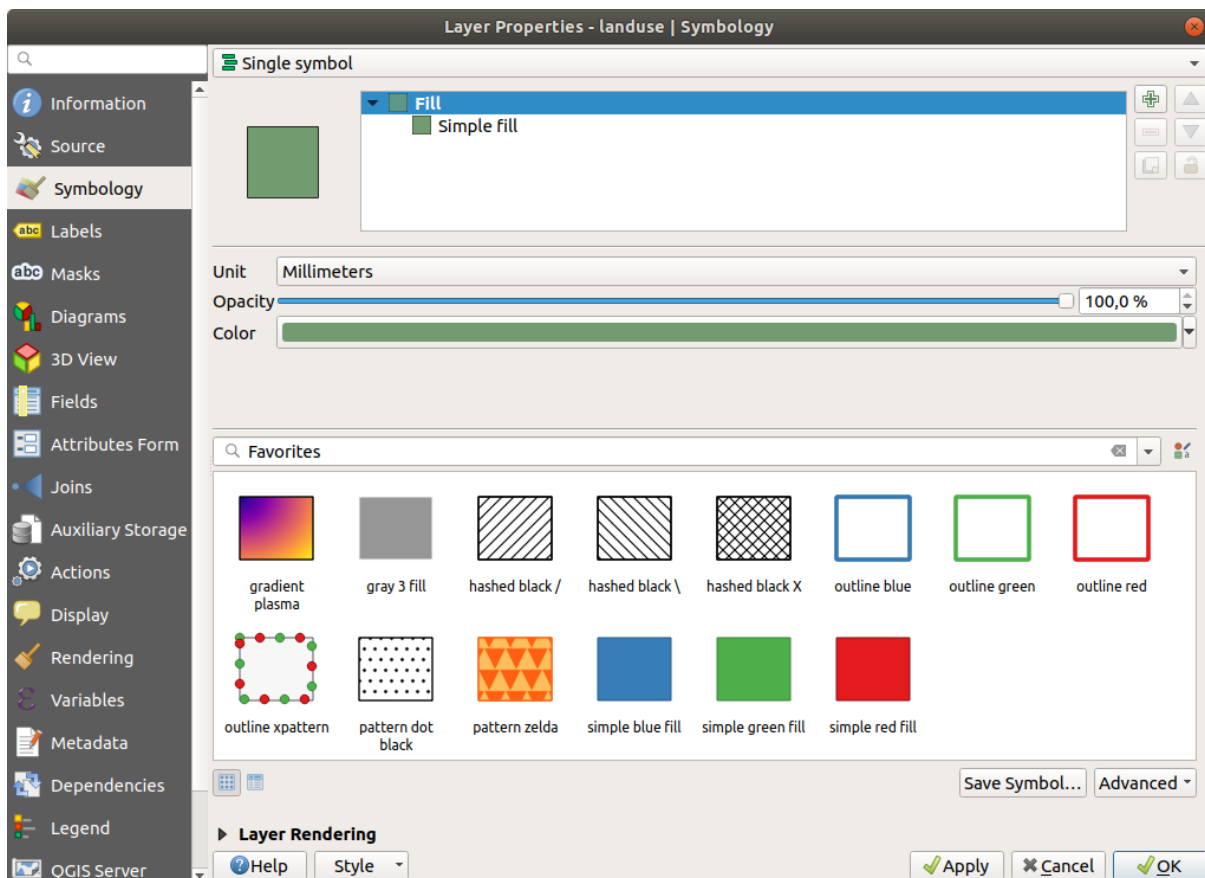 Layer Properties - landuse | Symbology
Single symbol
Information
Source
Symbology
abc Labels
abc Masks
Diagrams
3D View
Fields
Attributes Form
Joins
Auxiliary Storage
Actions
Display
Rendering
Variables
Metadata
Dependencies
Legend
QGIS Server
Fill
Simple fill
Unit Millimeters
Opacity 100,0 %
Color
Favorites
gradient plasma
gray 3 fill
hashed black /
hashed black \
hashed black X
outline blue
outline green
outline red
outline xpattern
pattern dot black
pattern zelda
simple blue fill
simple green fill
simple red fill
Save Symbol...
Advanced
Layer Rendering
Help
Style
Apply
Cancel
OK